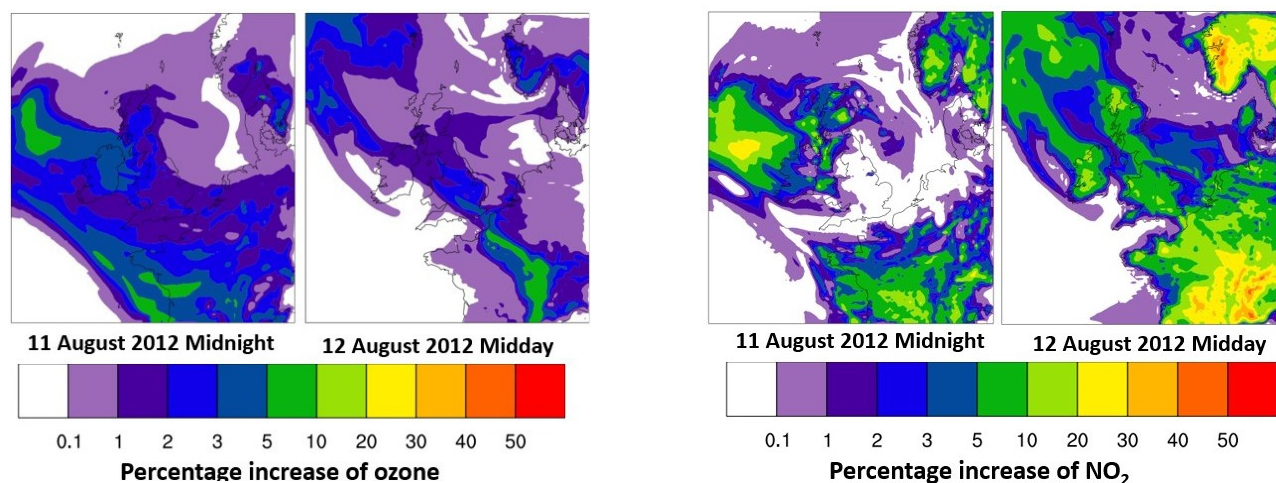 11 August 2012 Midnight
12 August 2012 Midday
0.1 1 2 3 5 10 20 30 40 50
Percentage increase of ozone
11 August 2012 Midnight
12 August 2012 Midday
0.1 1 2 3 5 10 20 30 40 50
Percentage increase of NO₂